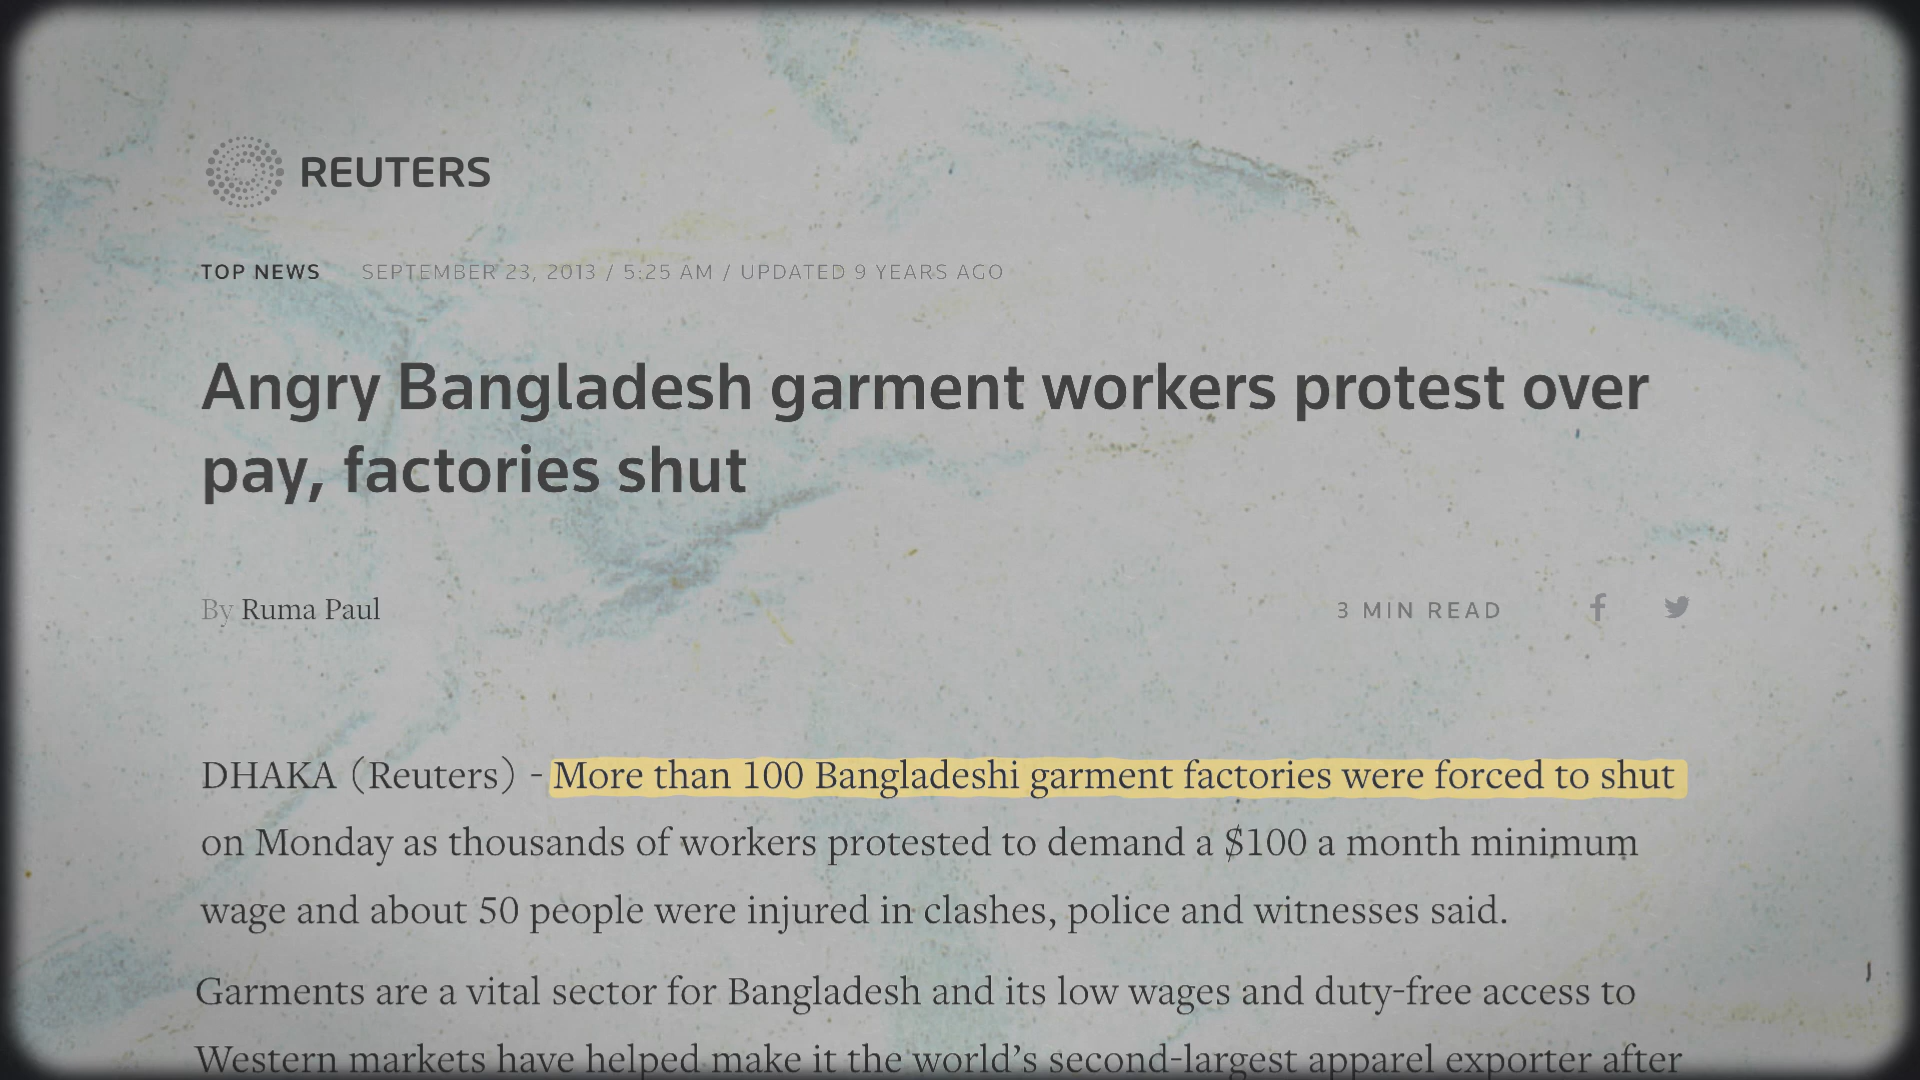 REUTERS
TOP NEWS SEPTEMBER 23, 2013 / 5:25 AM / UPDATED 9 YEARS AGO
Angry Bangladesh garment workers protest over
pay, factories shut
By Ruma Paul
3 MIN READ
DHAKA (Reuters) - More than 100 Bangladeshi garment factories were forced to shut
on Monday as thousands of workers protested to demand a $100 a month minimum
wage and about 50 people were injured in clashes, police and witnesses said.
Garments are a vital sector for Bangladesh and its low wages and duty-free access to
Western markets have helped make it the world's second-largest apparel exporter after